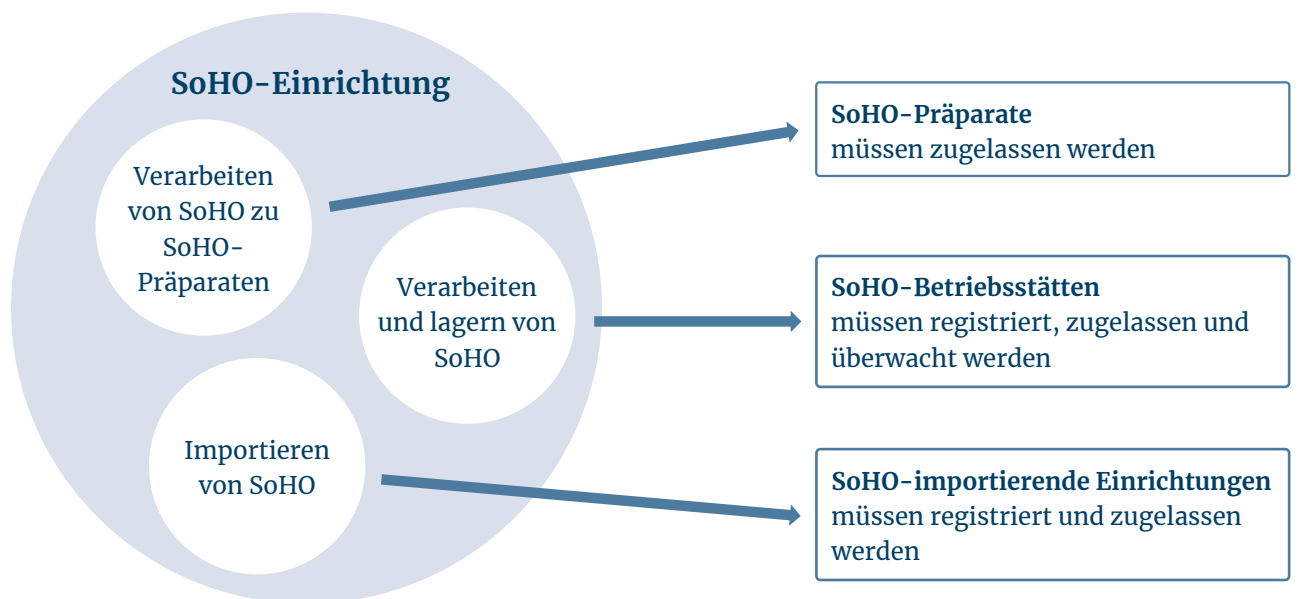 SoHO-Einrichtung
Verarbeiten
von SoHO zu
SoHO-
Präparaten
Verarbeiten
und lagern von
SoHO
Importieren
von SoHO
SoHO-Präparate
müssen zugelassen werden
SoHO-Betriebsstätten
müssen registriert, zugelassen und
überwacht werden
SoHO-importierende Einrichtungen
müssen registriert und zugelassen
werden